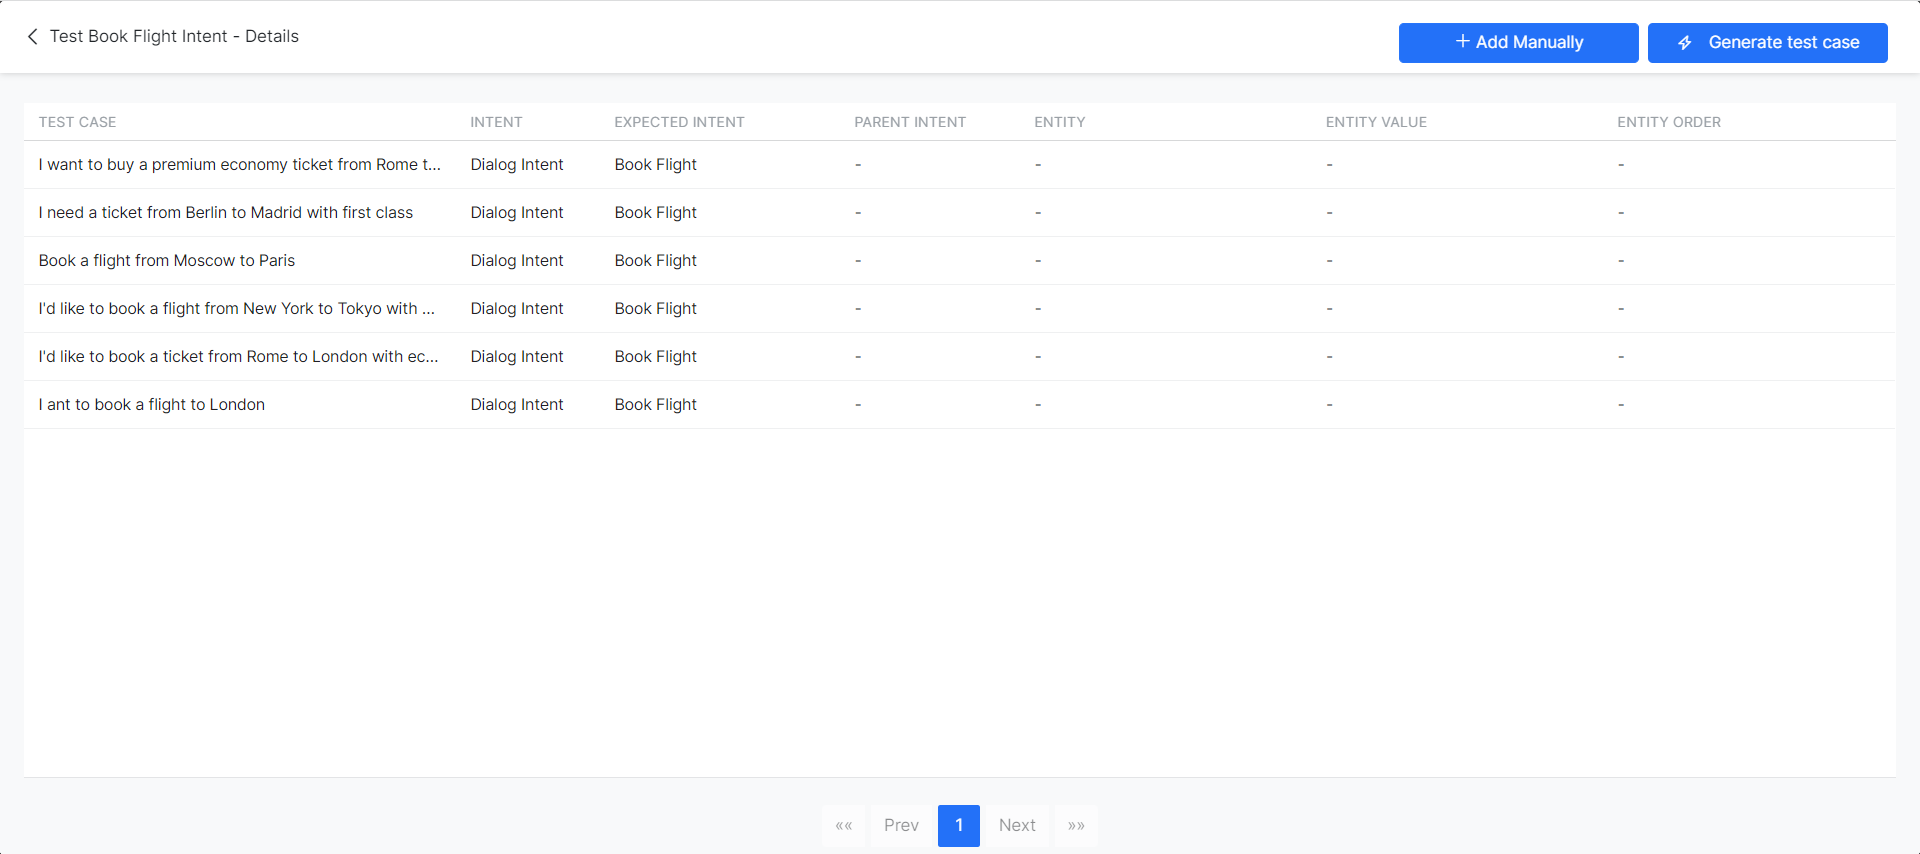 Test Book Flight Intent - Details
+ Add Manually
Generate test case
TEST CASE INTENT EXPECTED INTENT PARENT INTENT ENTITY ENTITY VALUE ENTITY ORDER
I want to buy a premium economy ticket from Rome t... Dialog Intent Book Flight - - - -
I need a ticket from Berlin to Madrid with first class Dialog Intent Book Flight - - - -
Book a flight from Moscow to Paris Dialog Intent Book Flight - - - -
I'd like to book a flight from New York to Tokyo with ... Dialog Intent Book Flight - - - -
I'd like to book a ticket from Rome to London with ec... Dialog Intent Book Flight - - - -
I ant to book a flight to London Dialog Intent Book Flight - - - -
«« Prev 1 Next »»